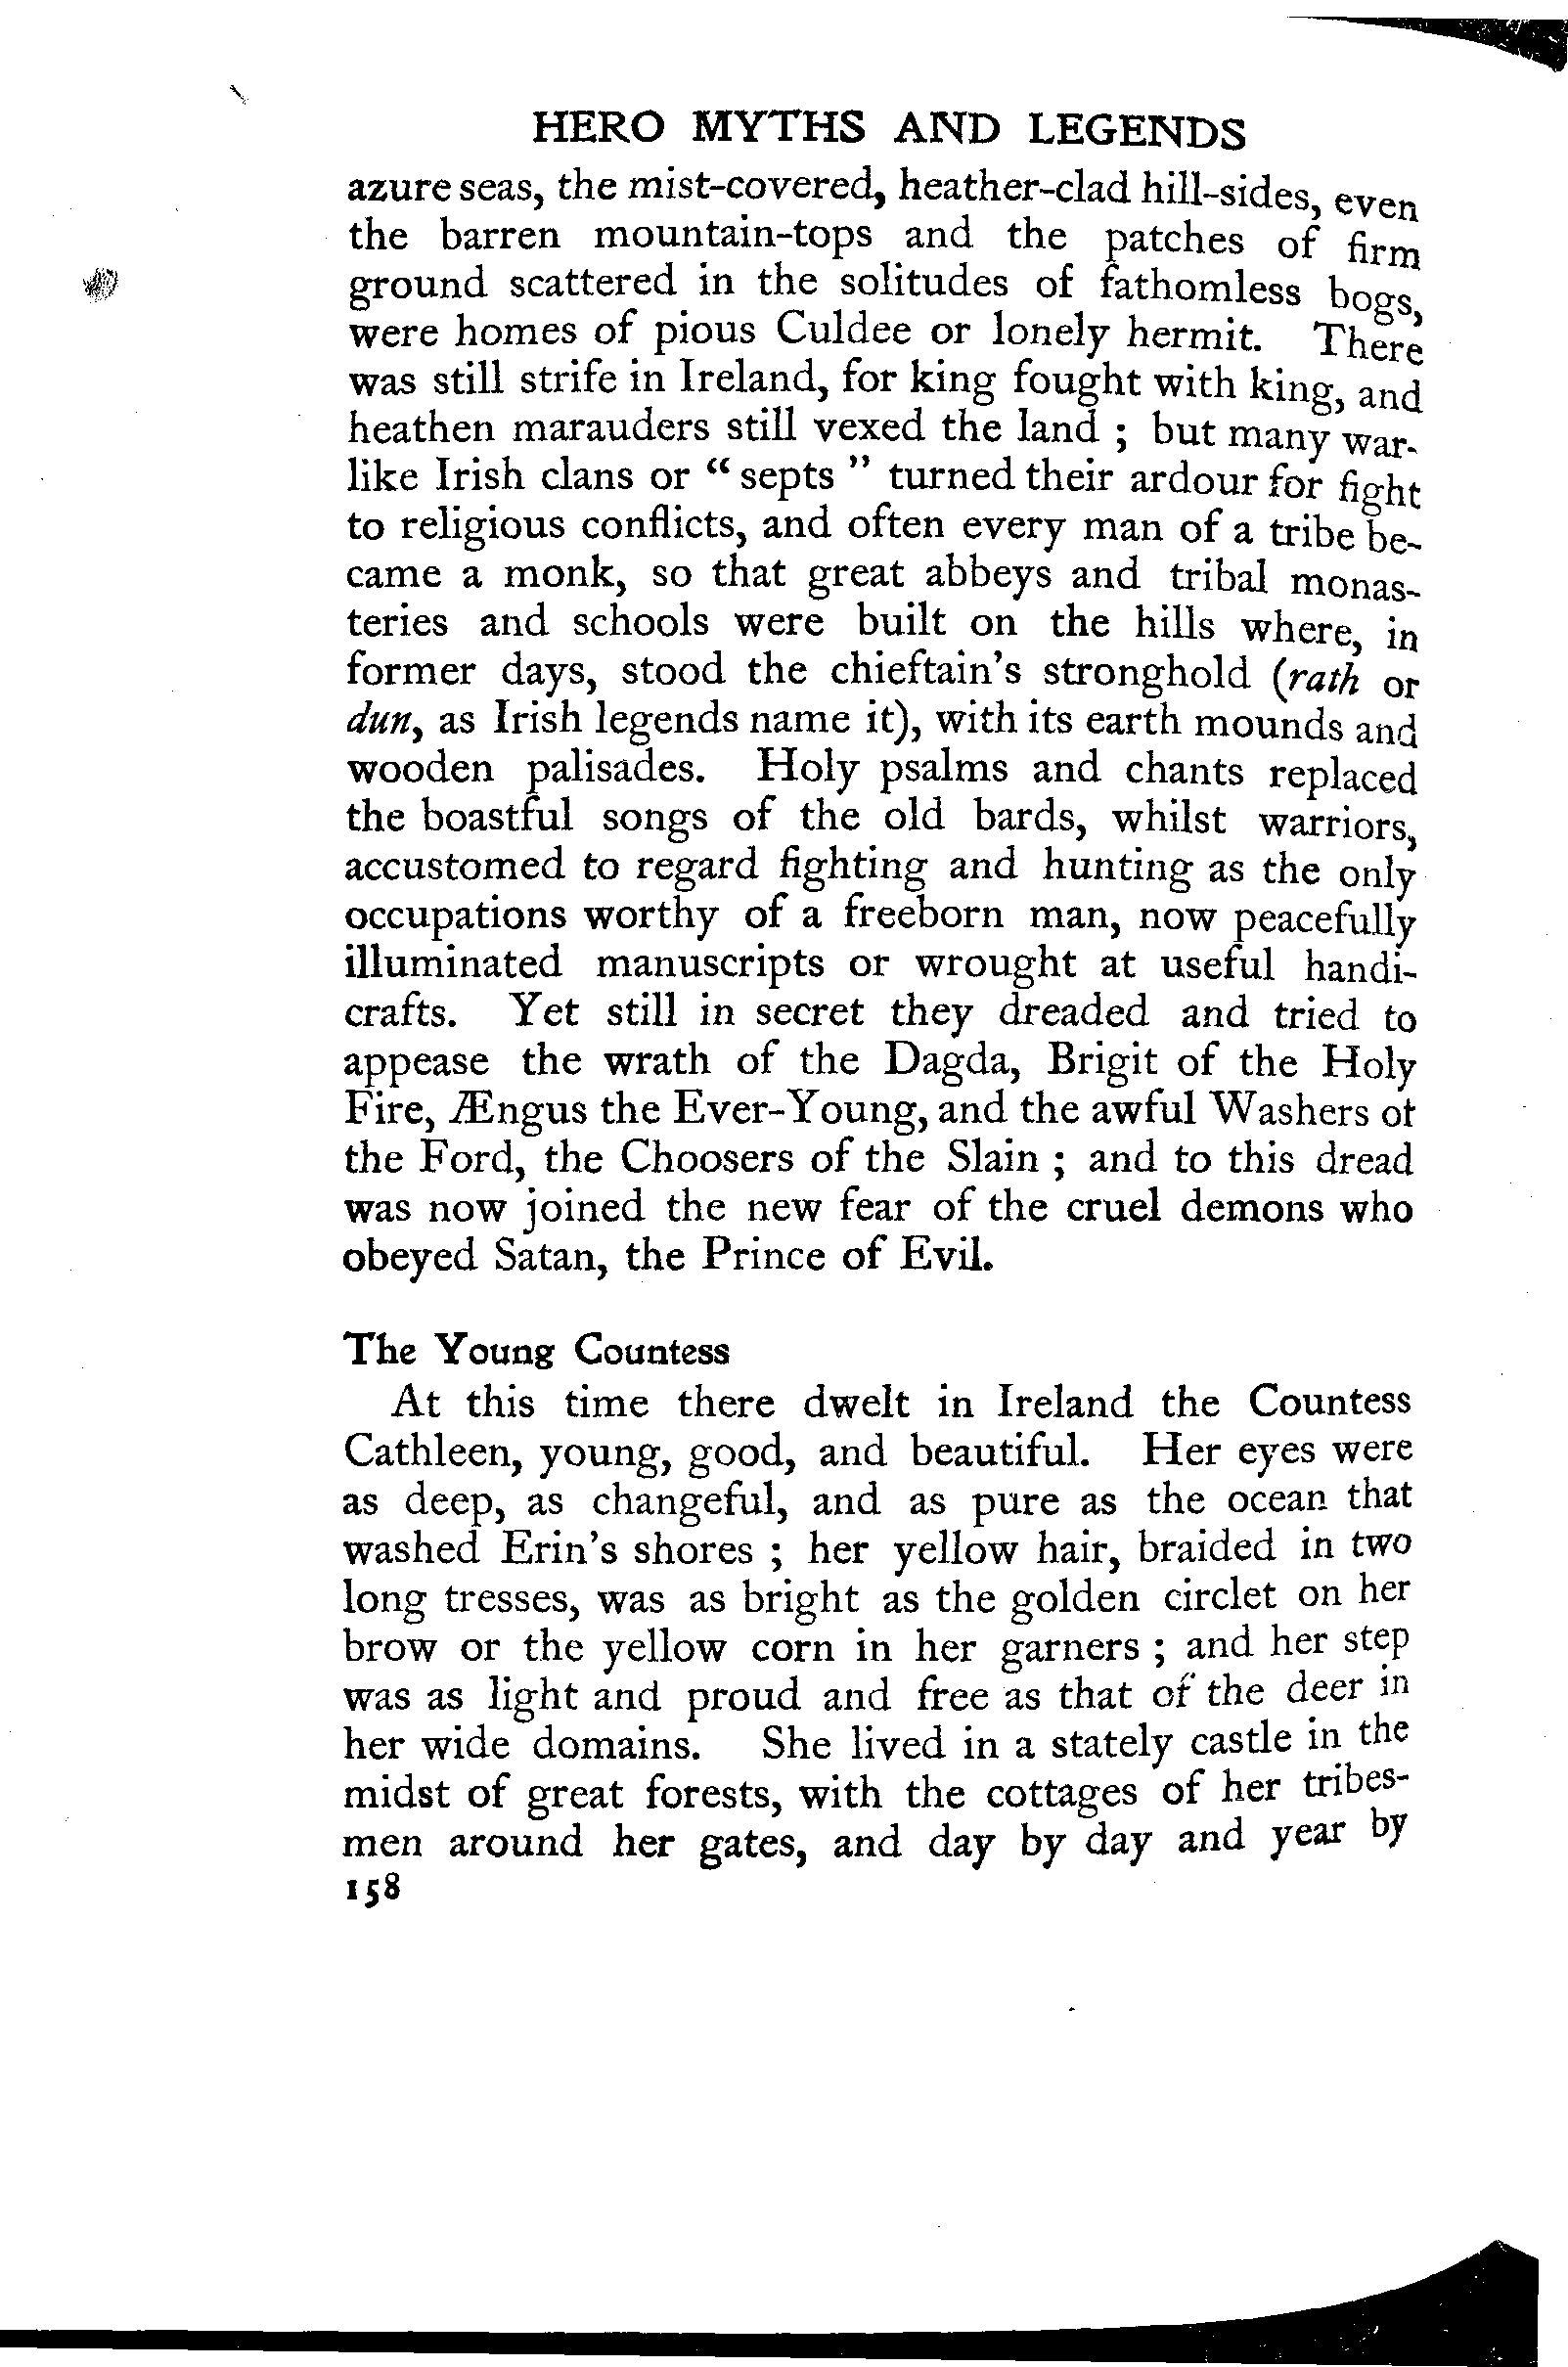 HERO MYTHS AND LEGENDS
azure seas, the mist-covered, heather-clad hill-sides, even
the barren mountain-tops and the patches of firm
ground scattered in the solitudes of fathomless bogs,
were homes of pious Culdee or lonely hermit. There
was still strife in Ireland, for king fought with king, and
heathen marauders still vexed the land ; but many war-
like Irish clans or “ septs ” turned their ardour for fight
to religious conflicts, and often every man of a tribe be-
came a monk, so that great abbeys and tribal monas-
teries and schools were built on the hills where, in
former days, stood the chieftain's stronghold (rath or
dun, as Irish legends name it), with its earth mounds and
wooden palisades. Holy psalms and chants replaced
the boastful songs of the old bards, whilst warriors,
accustomed to regard fighting and hunting as the only
occupations worthy of a freeborn man, now peacefully
illuminated manuscripts or wrought at useful handi-
crafts. Yet still in secret they dreaded and tried to
appease the wrath of the Dagda, Brigit of the Holy
Fire, Ængus the Ever-Young, and the awful Washers of
the Ford, the Choosers of the Slain ; and to this dread
was now joined the new fear of the cruel demons who
obeyed Satan, the Prince of Evil.
The Young Countess
At this time there dwelt in Ireland the Countess
Cathleen, young, good, and beautiful. Her eyes were
as deep, as changeful, and as pure as the ocean that
washed Erin's shores ; her yellow hair, braided in two
long tresses, was as bright as the golden circlet on her
brow or the yellow corn in her garners ; and her step
was as light and proud and free as that of the deer in
her wide domains. She lived in a stately castle in the
midst of great forests, with the cottages of her tribes-
men around her gates, and day by day and year by
158